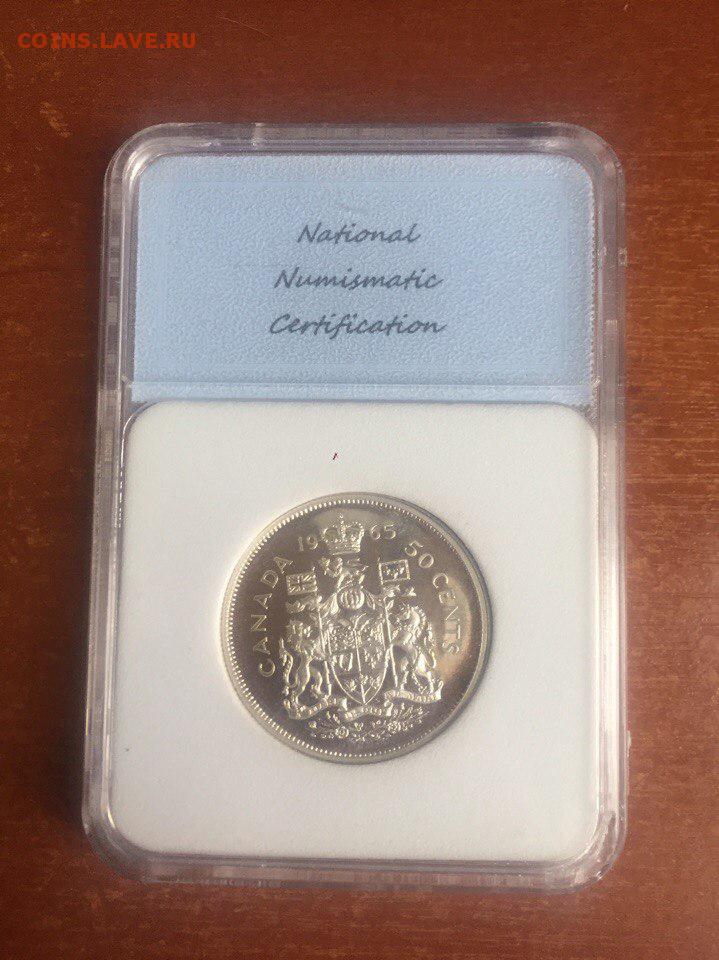 COINS.LAVE.RU
National
Numismatic
Certification
CANADA 1965 50 CENTS